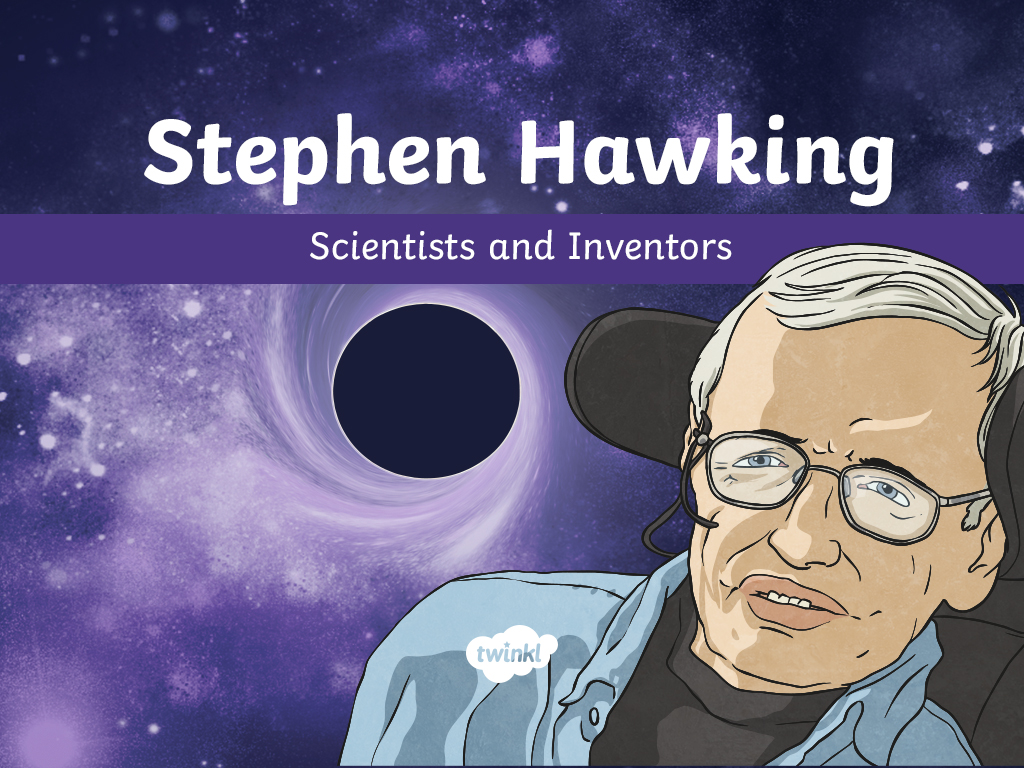 Stephen Hawking
Scientists and Inventors
twinkl